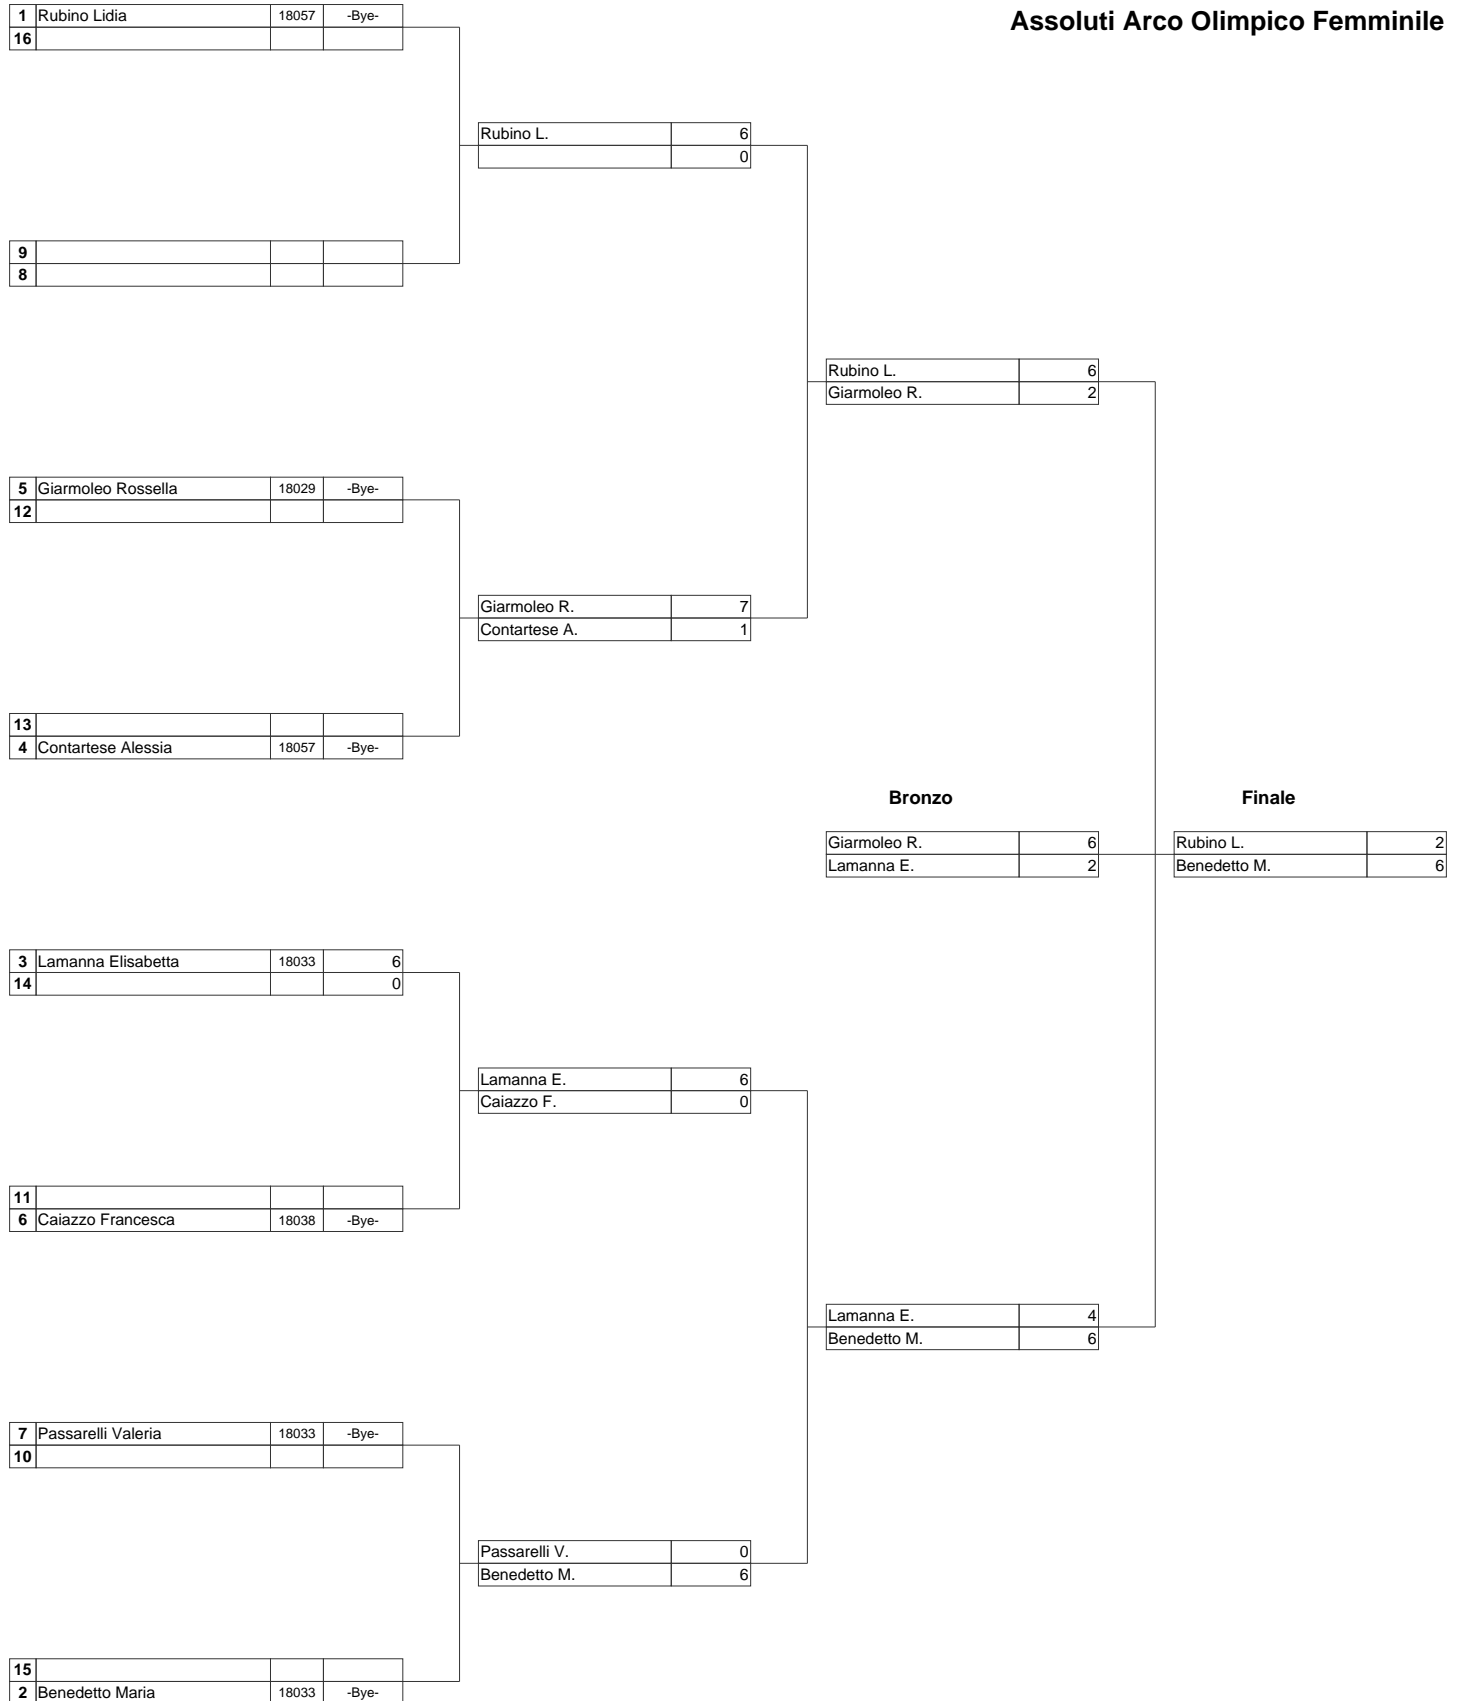 Assoluti Arco Olimpico Femminile
1 Rubino Lidia 18057 -Bye-
16
Rubino L. 6
0
9
8
Rubino L. 6
Giarmoleo R. 2
5 Giarmoleo Rossella 18029 -Bye-
12
Giarmoleo R. 7
Contartese A. 1
13
4 Contartese Alessia 18057 -Bye-
Bronzo Finale
Giarmoleo R. 6 Rubino L. 2
Lamanna E. 2 Benedetto M. 6
3 Lamanna Elisabetta 18033 6
14 0
Lamanna E. 6
Caiazzo F. 0
11
6 Caiazzo Francesca 18038 -Bye-
Lamanna E. 4
Benedetto M. 6
7 Passarelli Valeria 18033 -Bye-
10
Passarelli V. 0
Benedetto M. 6
15
2 Benedetto Maria 18033 -Bye-